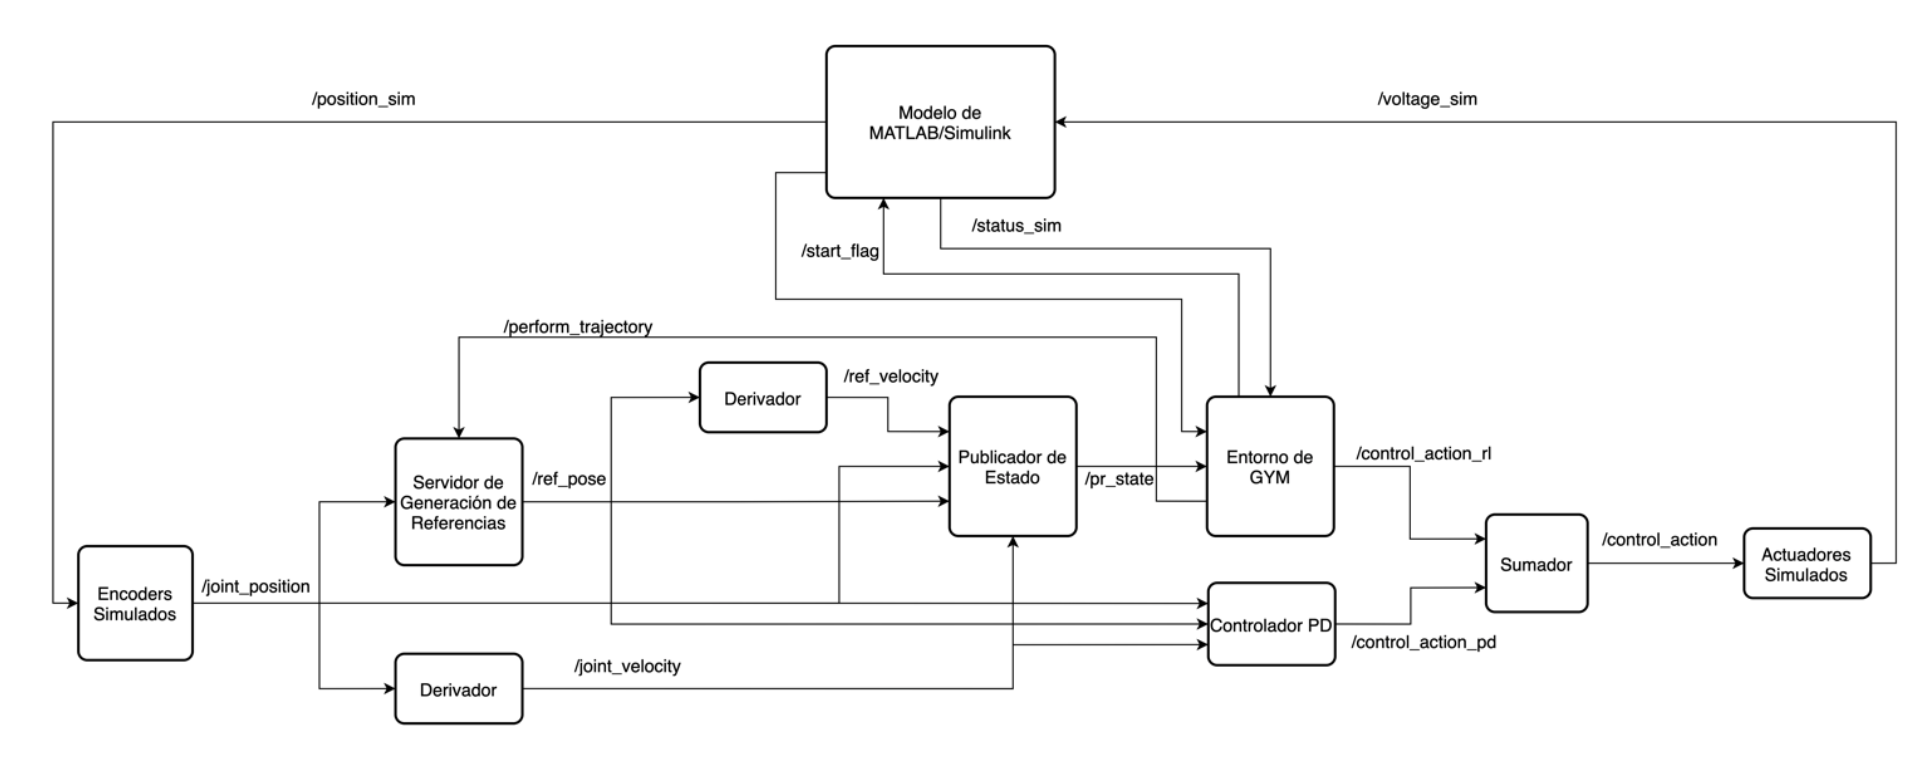 /position_sim
Modelo de
MATLAB/Simulink
/voltage_sim
/status_sim
/start_flag
/perform_trajectory
Derivador
/ref_velocity
Servidor de
Generación de
Referencias
/ref_pose
Publicador de
Estado
/pr_state
Entorno de
GYM
/control_action_rl
Sumador
/control_action
Actuadores
Simulados
Encoders
Simulados
/joint_position
Controlador PD
/control_action_pd
Derivador
/joint_velocity